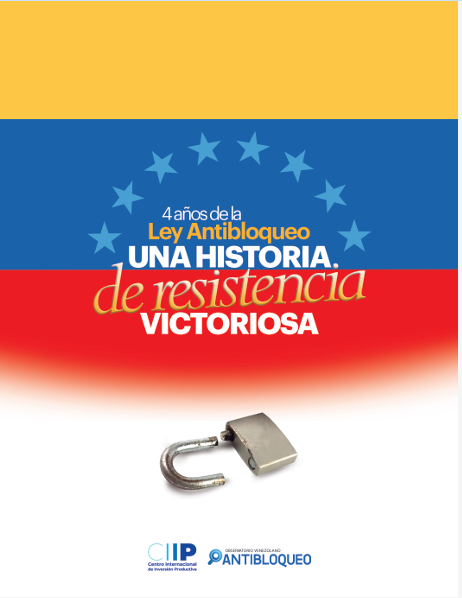 4 años de la
Ley Antibloqueo
UNA HISTORIA
de resistencia
VICTORIOSA
CIIP
Centro Internacional
de Inversión Productiva
OBSERVATORIO VENEZOLANO
ANTIBLOQUEO